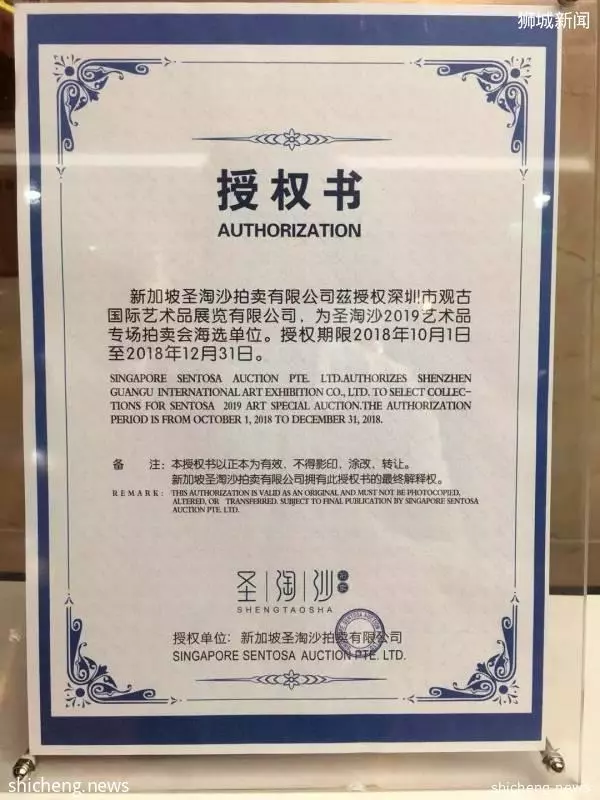 狮城新闻
授权书
AUTHORIZATION
新加坡圣淘沙拍卖有限公司茲授权深圳市观古
国际艺术品展览有限公司，为圣淘沙2019艺术品
专场拍卖会海选单位。授权期限2018年10月1日
至2018年12月31日。
SINGAPORE SENTOSA AUCTION PTE. LTD.AUTHORIZES SHENZHEN
GUANGU INTERNATIONAL ART EXHIBITION CO., LTD. TO SELECT COLLEC-
TIONS FOR SENTOSA 2019 ART SPECIAL AUCTION.THE AUTHORIZATION
PERIOD IS FROM OCTOBER 1, 2018 TO DECEMBER 31, 2018.
备 注：本授权书以正本为有效，不得影印，涂改，转让。
新加坡圣淘沙拍卖有限公司拥有此授权书的最终解释权。
REMARK: THIS AUTHORIZATION IS VALID AS AN ORIGINAL AND MUST NOT BE PHOTOCOPIED,
ALTERED, OR TRANSFERRED. SUBJECT TO FINAL PUBLICATION BY SINGAPORE SENTOSA
AUCTION PTE. LTD.
圣|淘|沙
SHENGTAOSHA
授权单位：新加坡圣淘沙拍卖有限公司
SINGAPORE SENTOSA AUCTION PTE. LTD.
shicheng.news
shicheng.news